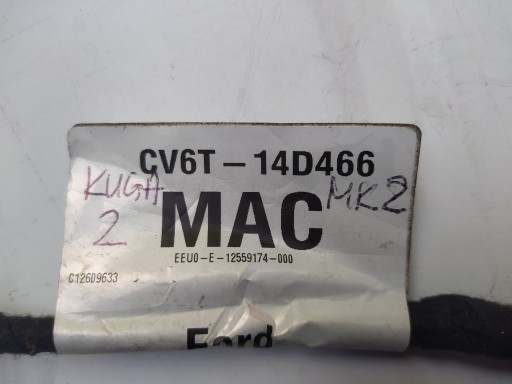 CV6T-14D466
KUGA
2
MAC
MK2
EEU0-E-12559174-000
C12609633
Ford